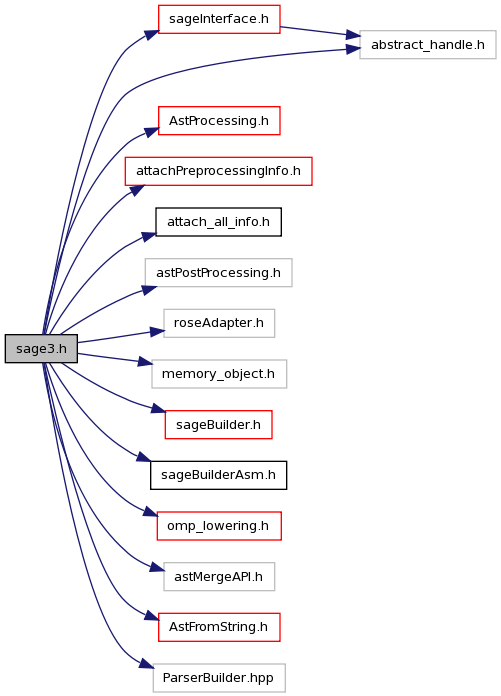 sageInterface.h
abstract_handle.h
AstProcessing.h
attachPreprocessingInfo.h
attach_all_info.h
astPostProcessing.h
roseAdapter.h
sage3.h
memory_object.h
sageBuilder.h
sageBuilderAsm.h
omp_lowering.h
astMergeAPI.h
AstFromString.h
ParserBuilder.hpp